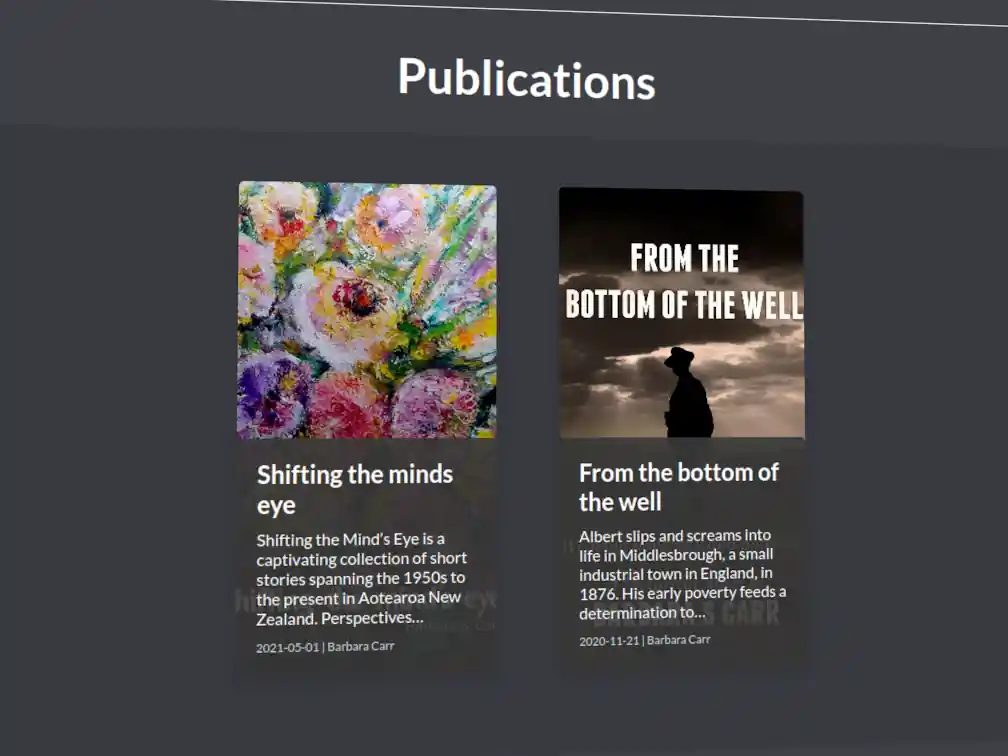 Publications
FROM THE
BOTTOM OF THE WELL
Shifting the minds
eye
Shifting the Mind's Eye is a
captivating collection of short
stories spanning the 1950s to
the present in Aotearoa New
Zealand. Perspectives...
2021-05-01 | Barbara Carr
From the bottom of
the well
Albert slips and screams into
life in Middlesbrough, a small
industrial town in England, in
1876. His early poverty feeds a
determination to...
2020-11-21 | Barbara Carr